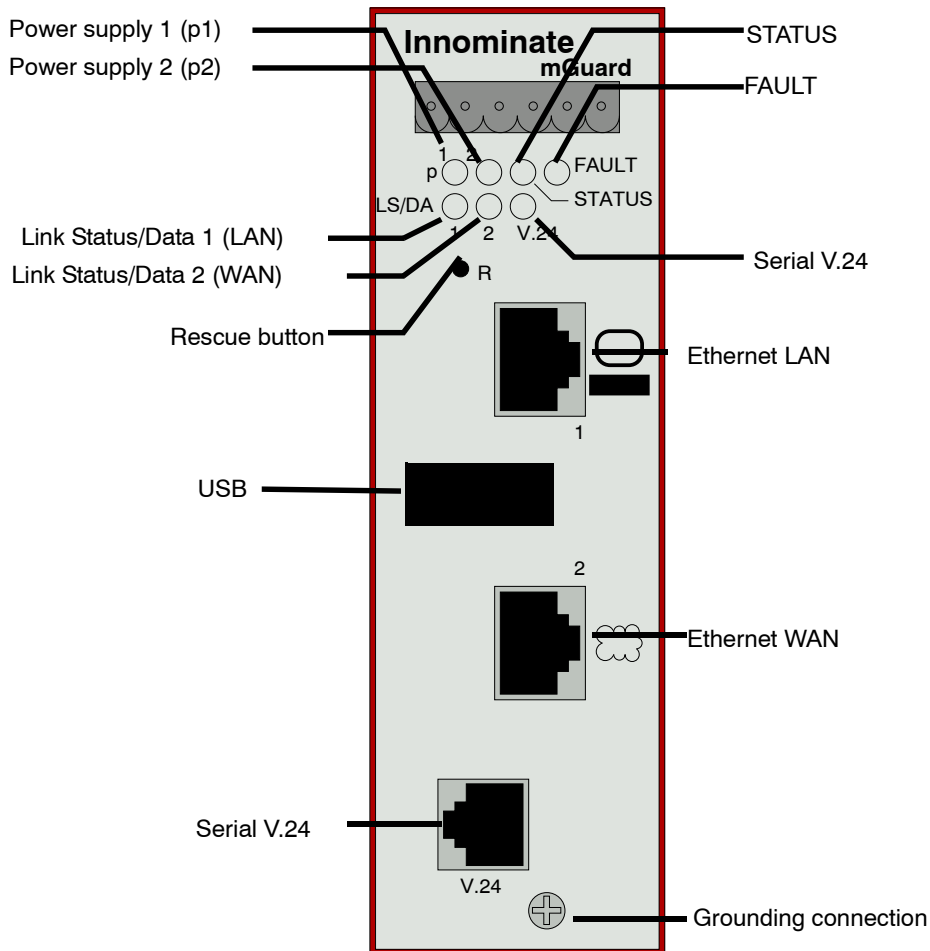 Power supply 1 (p1)
Power supply 2 (p2)
Innominate
mGuard
STATUS
FAULT
1 2
p
FAULT
STATUS
LS/DA
1 2 V.24
Link Status/Data 1 (LAN)
Link Status/Data 2 (WAN)
Serial V.24
R
Rescue button
Ethernet LAN
1
USB
2
Ethernet WAN
Serial V.24
V.24
Grounding connection